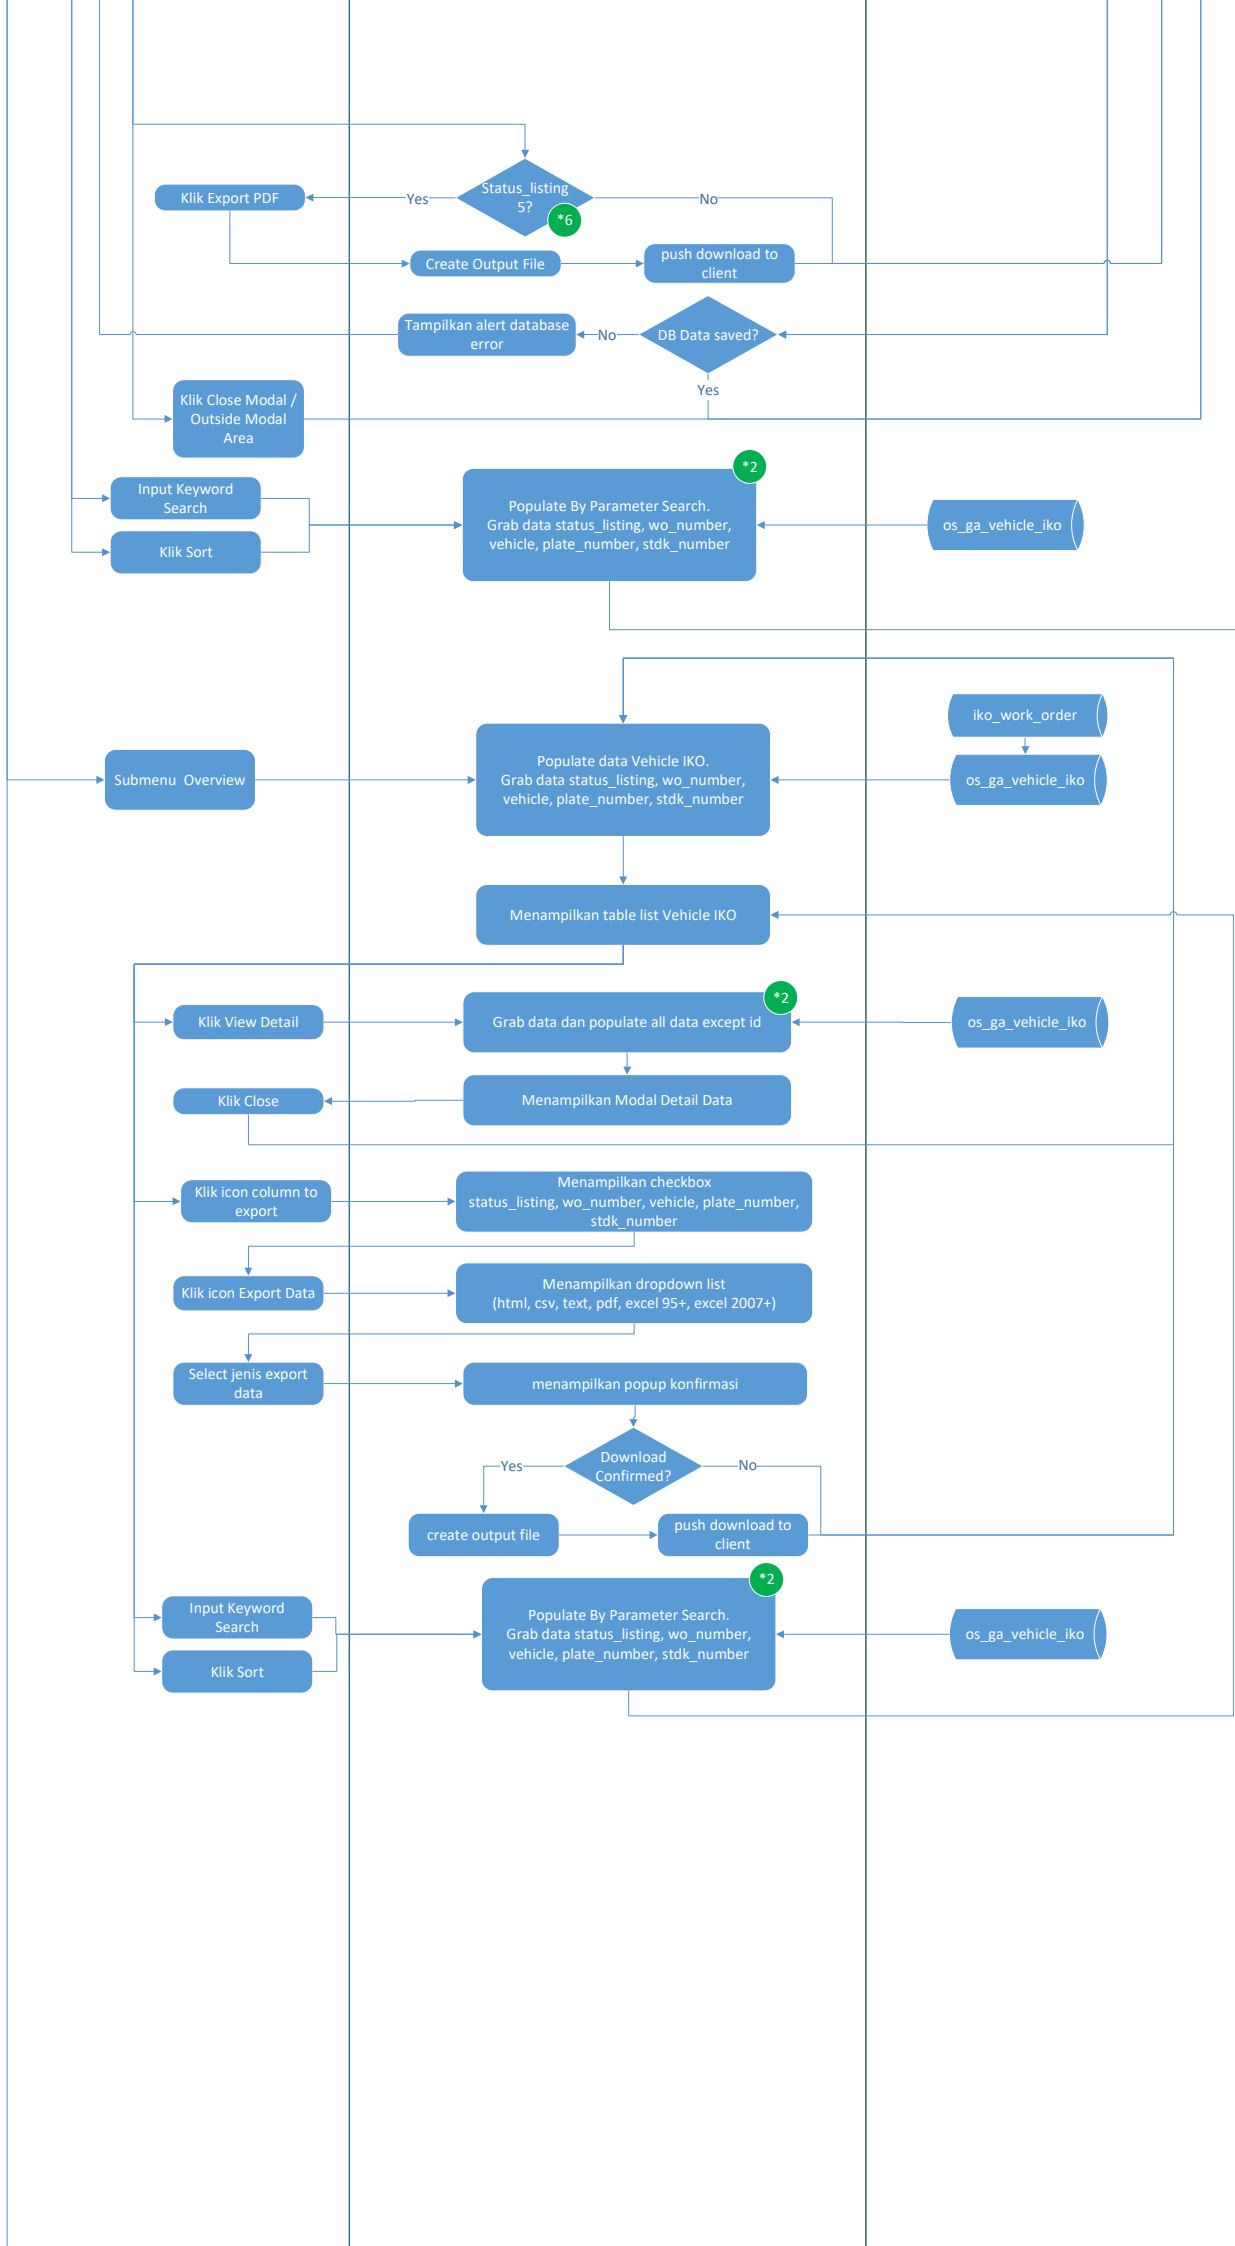 Status_listing
5?
*6
Klik Export PDF
Yes
No
Create Output File
push download to
client
Tampilkan alert database
error
No
DB Data saved?
Yes
Klik Close Modal /
Outside Modal
Area
*2
Input Keyword
Search
Klik Sort
Populate By Parameter Search.
Grab data status_listing, wo_number,
vehicle, plate_number, stdk_number
os_ga_vehicle_iko
iko_work_order
Submenu  Overview
Populate data Vehicle IKO.
Grab data status_listing, wo_number,
vehicle, plate_number, stdk_number
os_ga_vehicle_iko
Menampilkan table list Vehicle IKO
*2
Klik View Detail
Grab data dan populate all data except id
os_ga_vehicle_iko
Klik Close
Menampilkan Modal Detail Data
Klik icon column to
export
Menampilkan checkbox
status_listing, wo_number, vehicle, plate_number,
stdk_number
Klik icon Export Data
Menampilkan dropdown list
(html, csv, text, pdf, excel 95+, excel 2007+)
Select jenis export
data
menampilkan popup konfirmasi
Download
Confirmed?
Yes
No
create output file
push download to
client
*2
Input Keyword
Search
Klik Sort
Populate By Parameter Search.
Grab data status_listing, wo_number,
vehicle, plate_number, stdk_number
os_ga_vehicle_iko